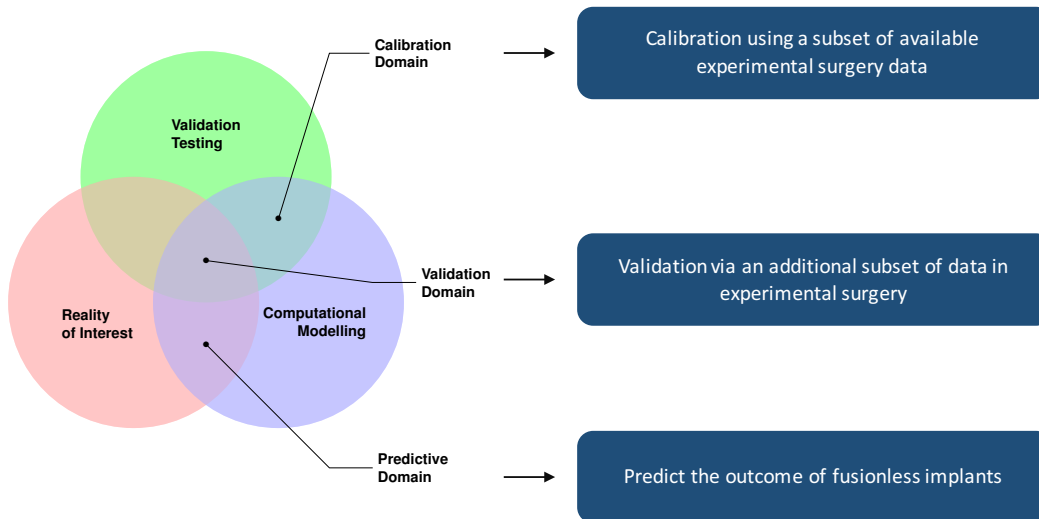 Calibration
Domain
Calibration using a subset of available
experimental surgery data
Validation
Testing
Validation
Domain
Validation via an additional subset of data in
experimental surgery
Reality
of Interest
Computational
Modelling
Predictive
Domain
Predict the outcome of fusionless implants